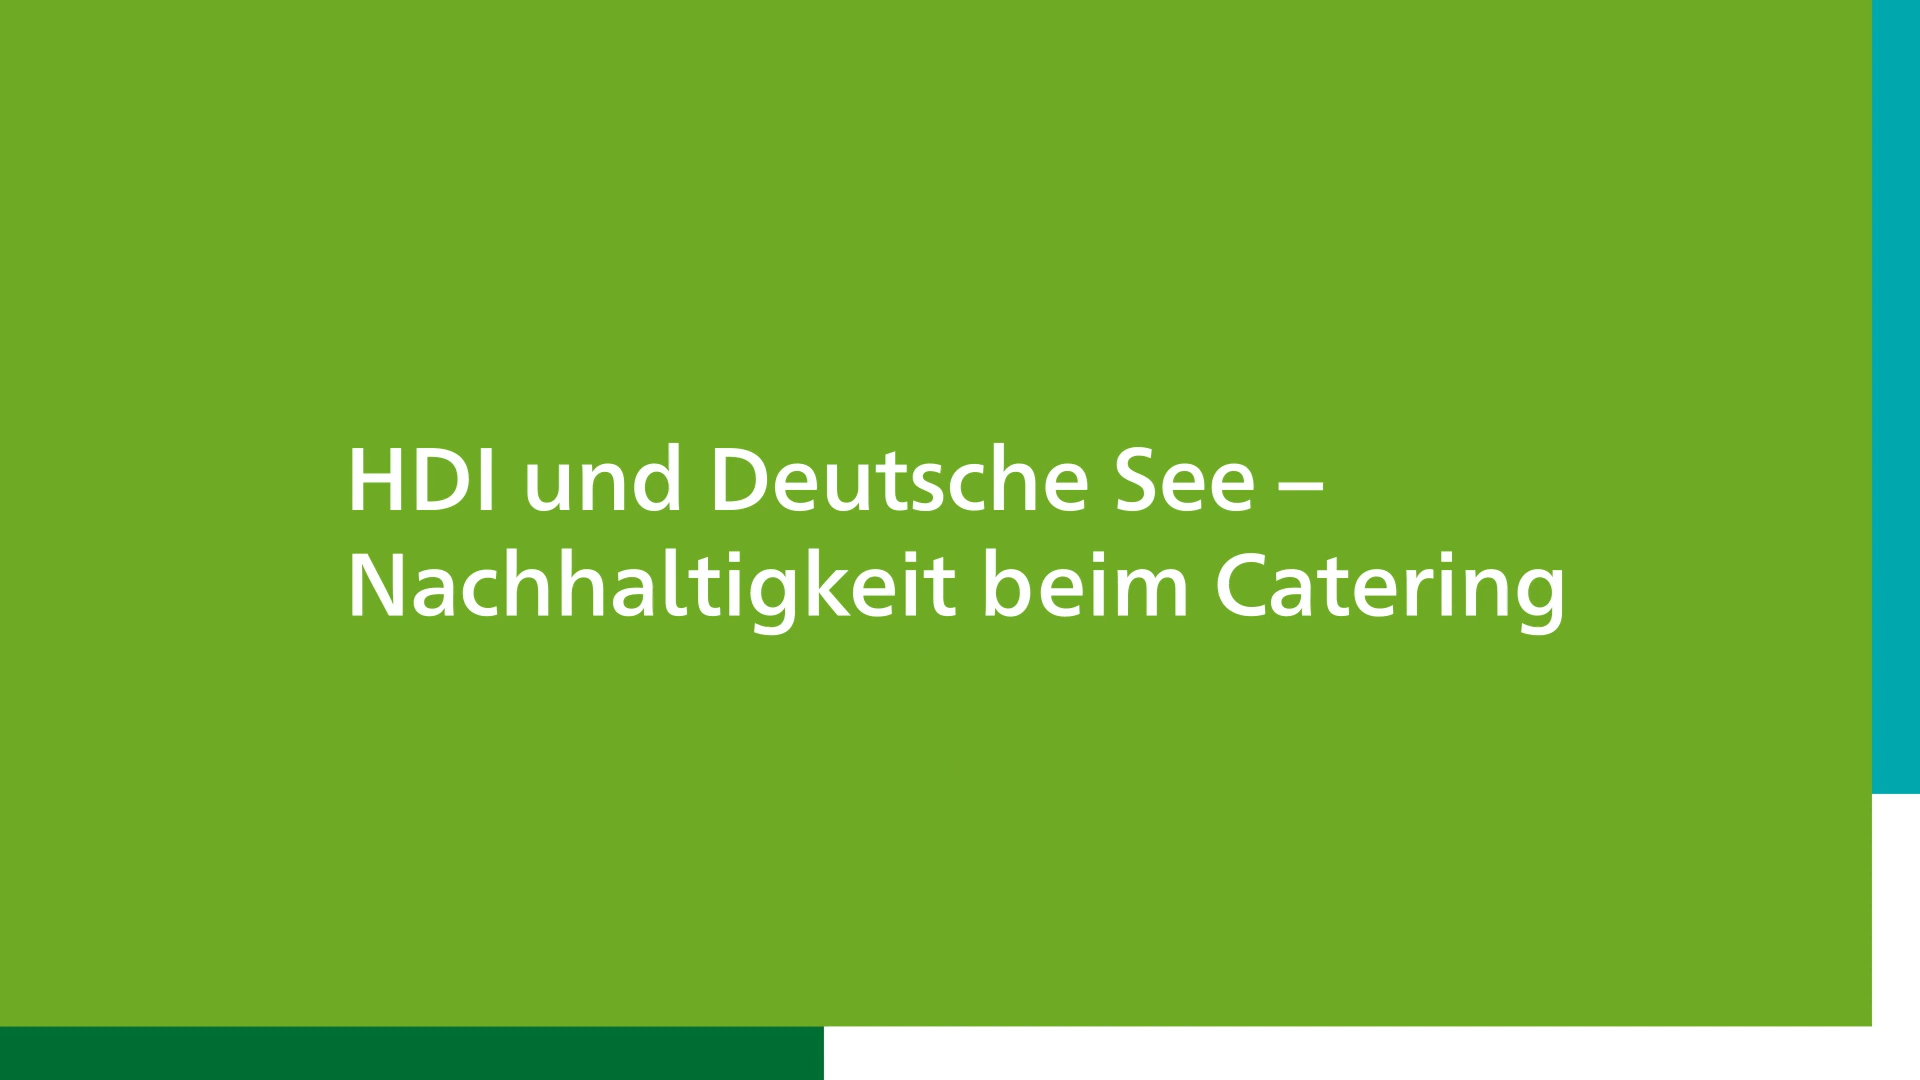 HDI und Deutsche See –
Nachhaltigkeit beim Catering